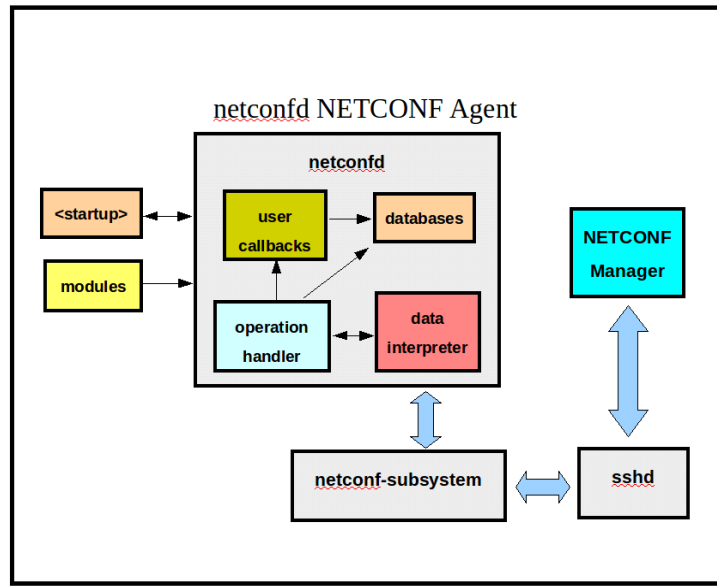 netconfd NETCONF Agent
netconfd
<startup>
user
callbacks
databases
NETCONF
Manager
modules
operation
handler
data
interpreter
netconf-subsystem
sshd